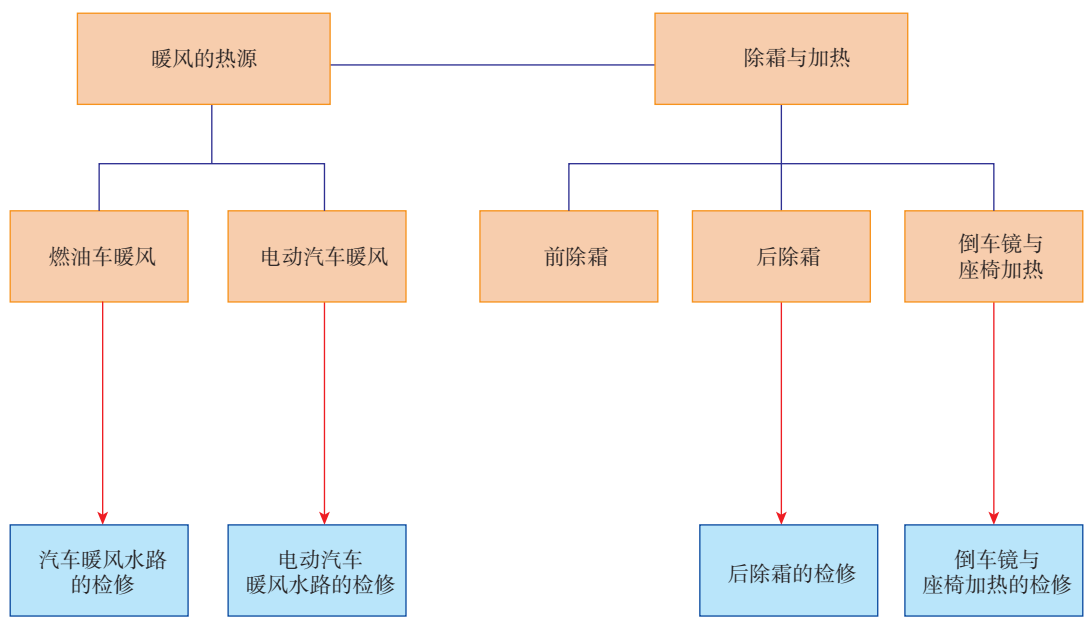 暖风的热源
除霜与加热
燃油车暖风
电动汽车暖风
前除霜
后除霜
倒车镜与
座椅加热
汽车暖风水路
的检修
电动汽车
暖风水路的检修
后除霜的检修
倒车镜与
座椅加热的检修